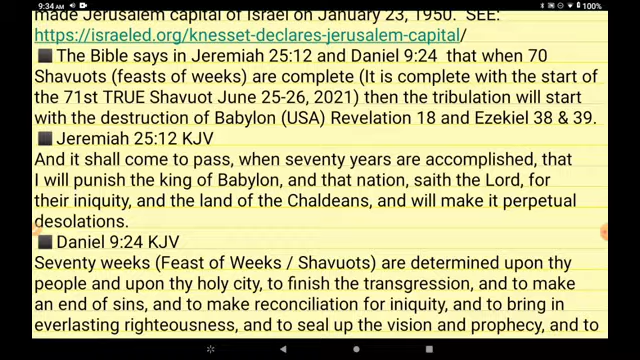 9:34 AM
100%
made Jerusalem capital of Israel on January 23, 1950.  SEE:
https://israeled.org/knesset-declares-jerusalem-capital/
⬛The Bible says in Jeremiah 25:12 and Daniel 9:24  that when 70
Shavuots (feasts of weeks) are complete (It is complete with the start of
the 71st TRUE Shavuot June 25-26, 2021) then the tribulation will start
with the destruction of Babylon (USA) Revelation 18 and Ezekiel 38 & 39.
⬛Jeremiah 25:12 KJV
And it shall come to pass, when seventy years are accomplished, that
I will punish the king of Babylon, and that nation, saith the Lord, for
their iniquity, and the land of the Chaldeans, and will make it perpetual
desolations.
⬛Daniel 9:24 KJV
Seventy weeks (Feast of Weeks / Shavuots) are determined upon thy
people and upon thy holy city, to finish the transgression, and to make
an end of sins, and to make reconciliation for iniquity, and to bring in
everlasting righteousness, and to seal up the vision and prophecy, and to